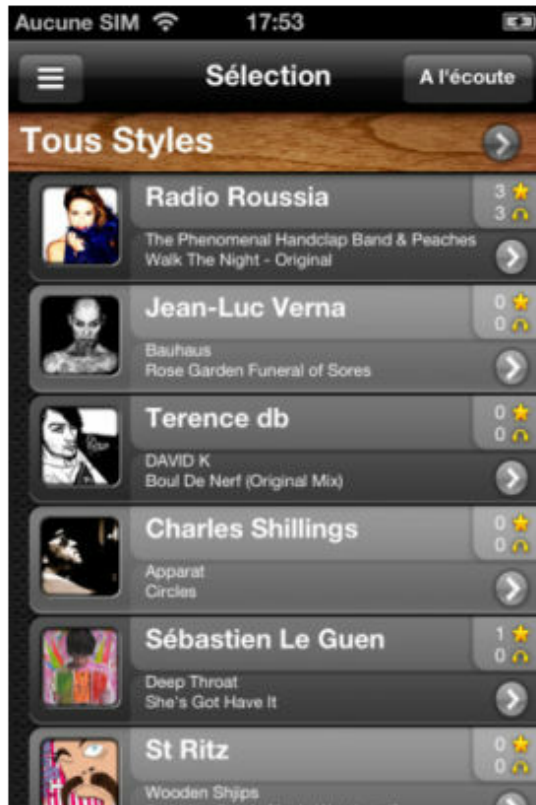 Aucune SIM 17:53
Sélection
A l'écoute
Tous Styles
Radio Roussia
3
3
The Phenomenal Handclap Band & Peaches
Walk The Night - Original
Jean-Luc Verna
0
0
Bauhaus
Rose Garden Funeral of Sores
Terence db
0
0
DAVID K
Boul De Nerf (Original Mix)
Charles Shillings
0
0
Apparat
Circles
Sébastien Le Guen
1
0
Deep Throat
She's Got Have It
St Ritz
0
0
Wooden Shjips